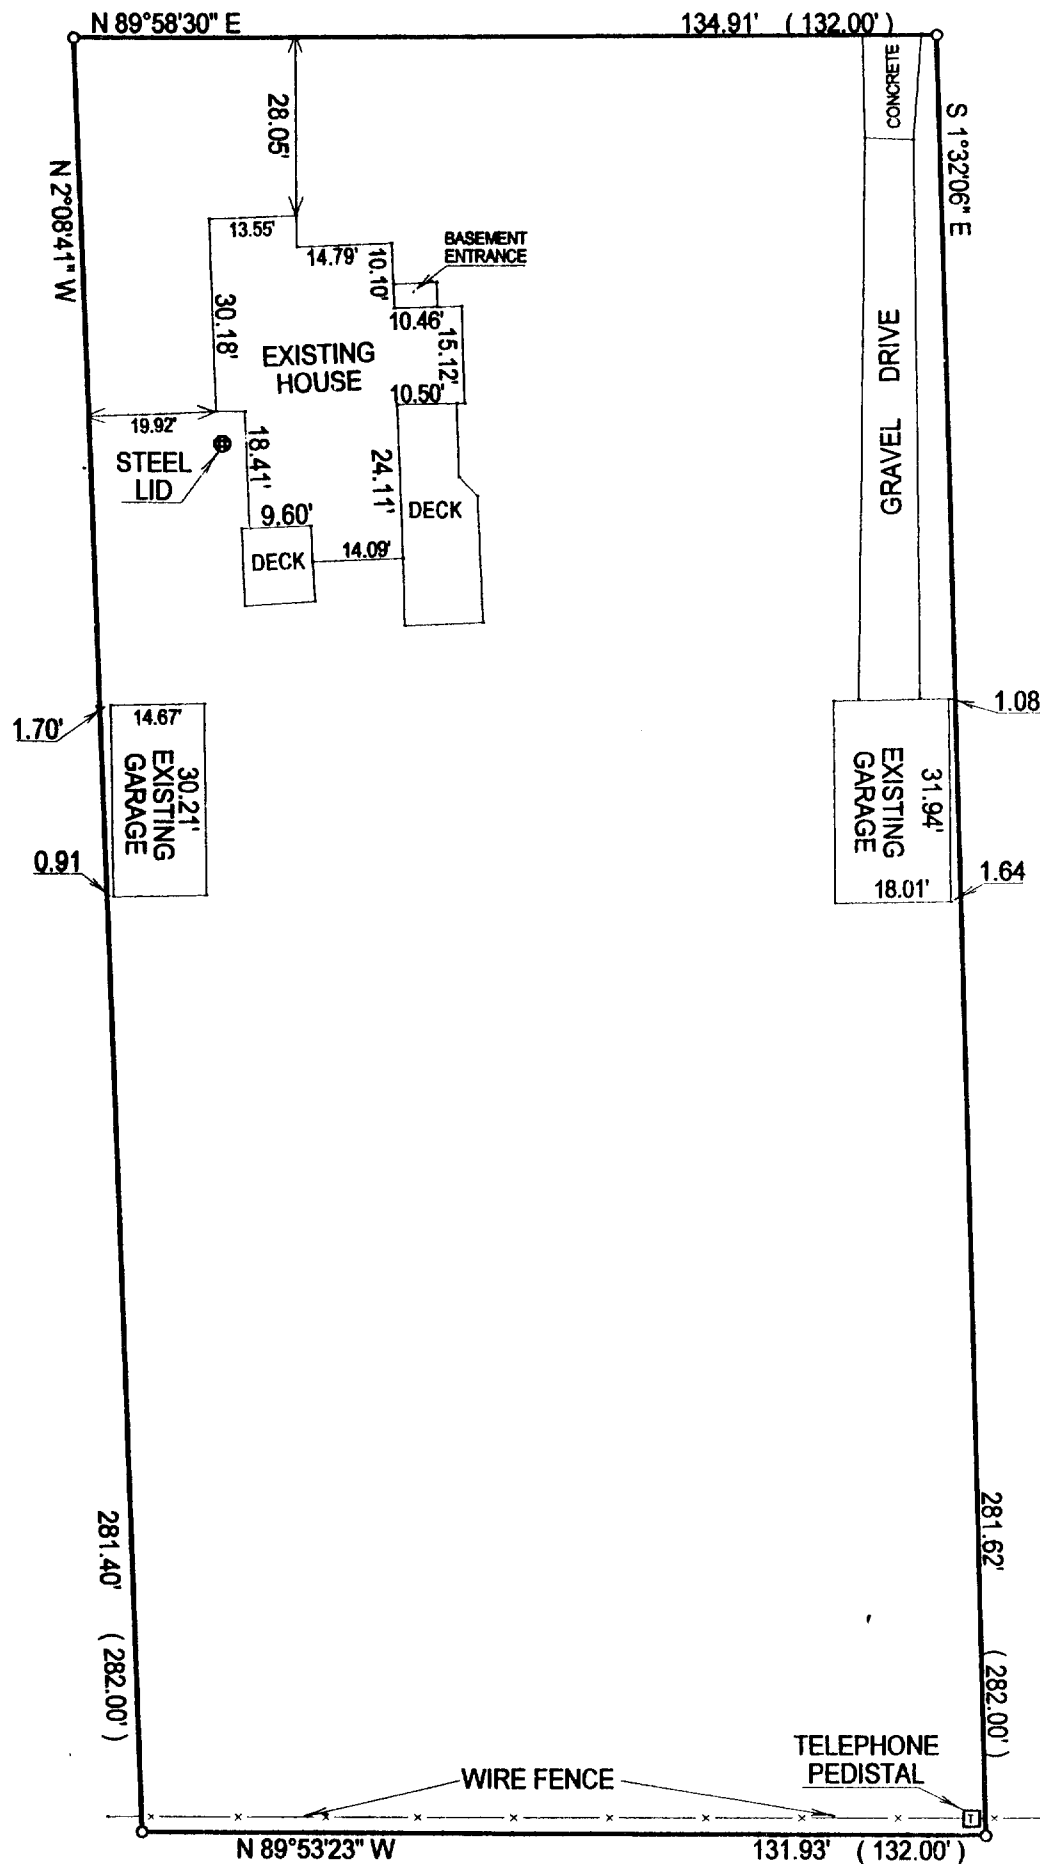 N 89°58'30" E
134.91' ( 132.00' )
CONCRETE
S 1°32'06" E
28.05'
N 2°08'41" W
13.55'
14.79'
10.10'
BASEMENT
ENTRANCE
30.18'
10.46'
15.12'
EXISTING
HOUSE
10.50'
GRAVEL DRIVE
19.92'
18.41'
24.11'
STEEL
LID
9.60'
DECK
DECK
14.09'
1.70'
14.67'
30.21'
EXISTING
GARAGE
0.91
1.08
31.94'
EXISTING
GARAGE
18.01'
1.64
281.40' ( 282.00' )
281.62' ( 282.00' )
WIRE FENCE
TELEPHONE
PEDISTAL
T
N 89°53'23" W
131.93' ( 132.00' )